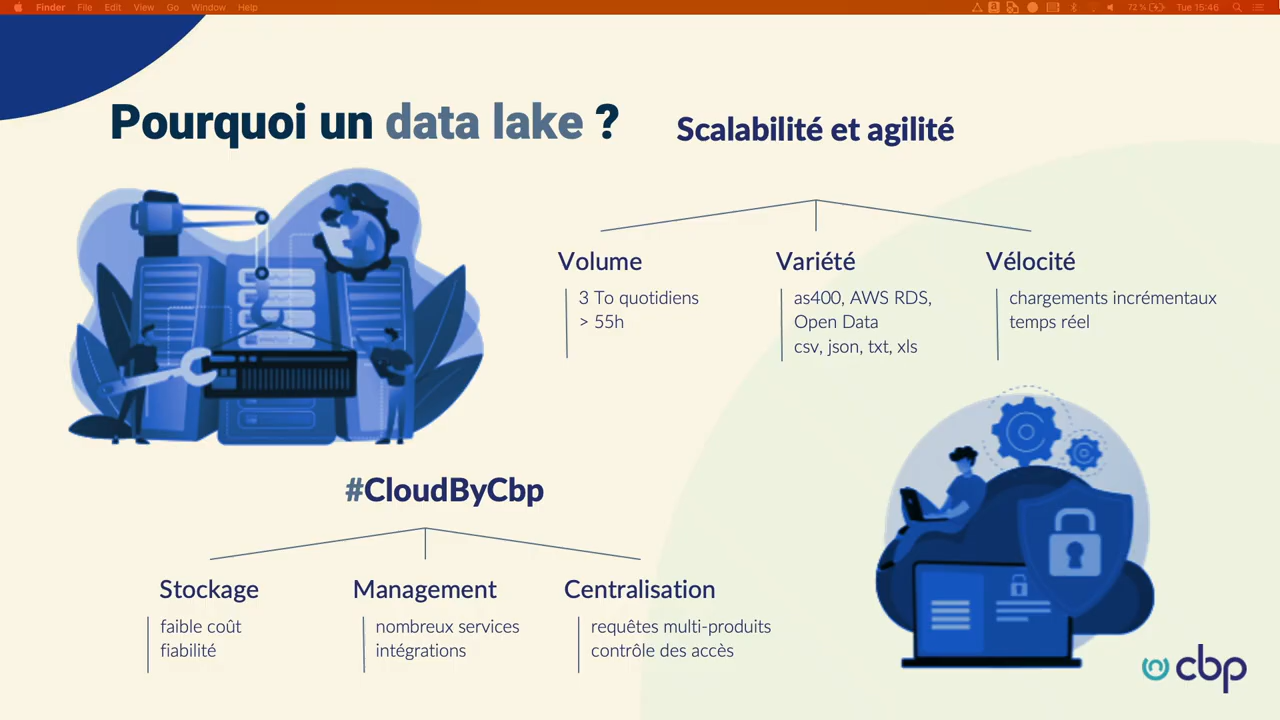 Finder File Edit View Go Window Help
72 % Tue 15:46
Pourquoi un data lake ?
Scalabilité et agilité
Volume
3 To quotidiens
> 55h
Variété
as400, AWS RDS,
Open Data
csv, json, txt, xls
Vélocité
chargements incrémentaux
temps réel
#CloudByCbp
Stockage
faible coût
fiabilité
Management
nombreux services
intégrations
Centralisation
requêtes multi-produits
contrôle des accès
cbp